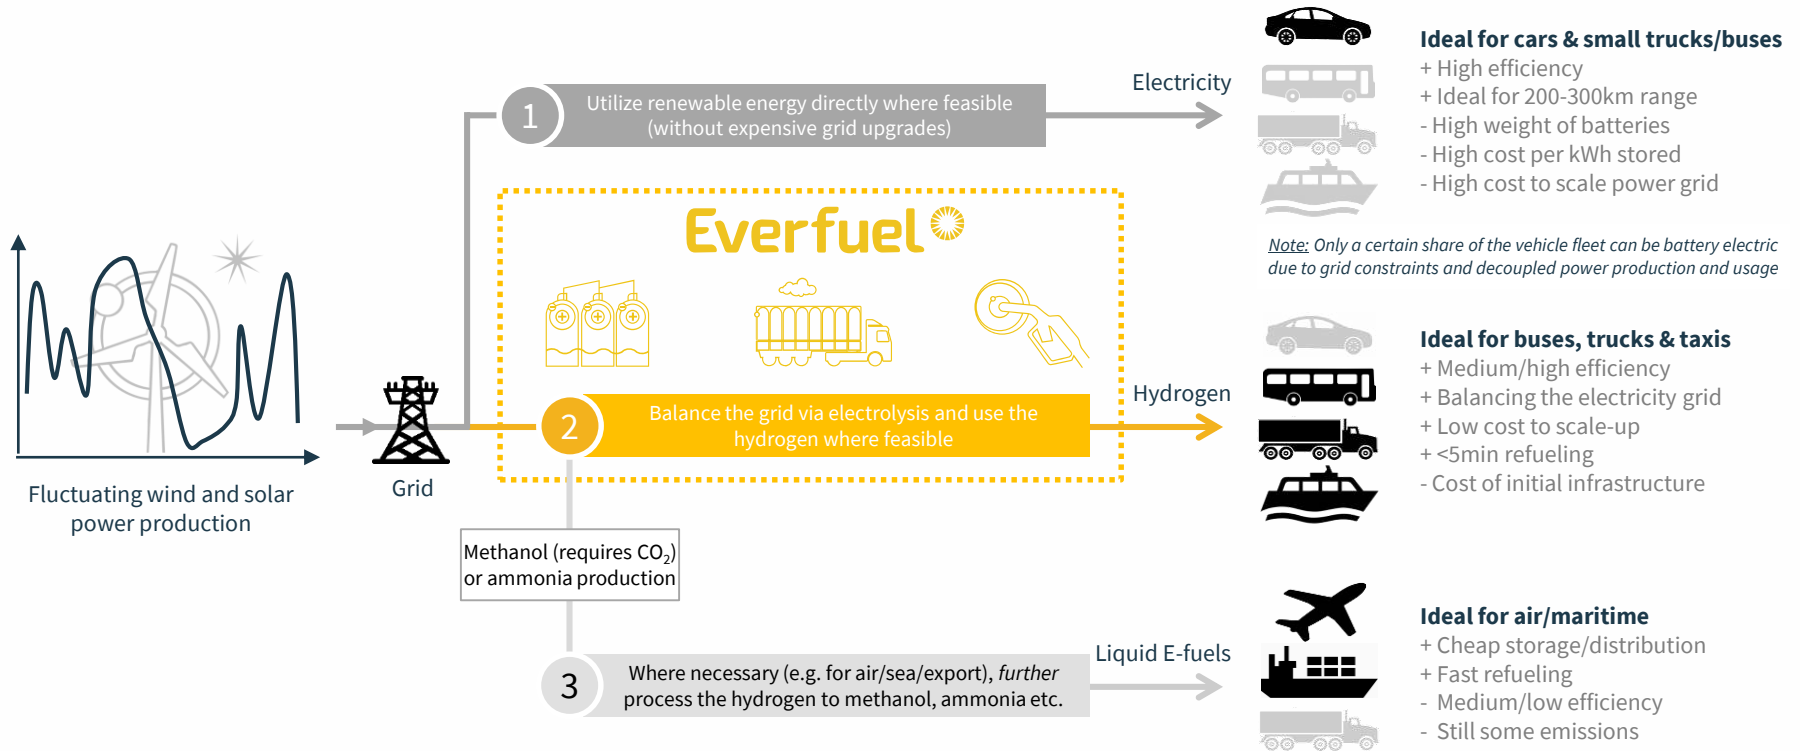 Fluctuating wind and solar
power production
Grid
1
Utilize renewable energy directly where feasible
(without expensive grid upgrades)
Electricity
Ideal for cars & small trucks/buses
+ High efficiency
+ Ideal for 200-300km range
- High weight of batteries
- High cost per kWh stored
- High cost to scale power grid
Note: Only a certain share of the vehicle fleet can be battery electric
due to grid constraints and decoupled power production and usage
Everfuel
2
Balance the grid via electrolysis and use the
hydrogen where feasible
Hydrogen
Ideal for buses, trucks & taxis
+ Medium/high efficiency
+ Balancing the electricity grid
+ Low cost to scale-up
+ <5min refueling
- Cost of initial infrastructure
Methanol (requires CO₂)
or ammonia production
3
Where necessary (e.g. for air/sea/export), further
process the hydrogen to methanol, ammonia etc.
Liquid E-fuels
Ideal for air/maritime
+ Cheap storage/distribution
+ Fast refueling
- Medium/low efficiency
- Still some emissions